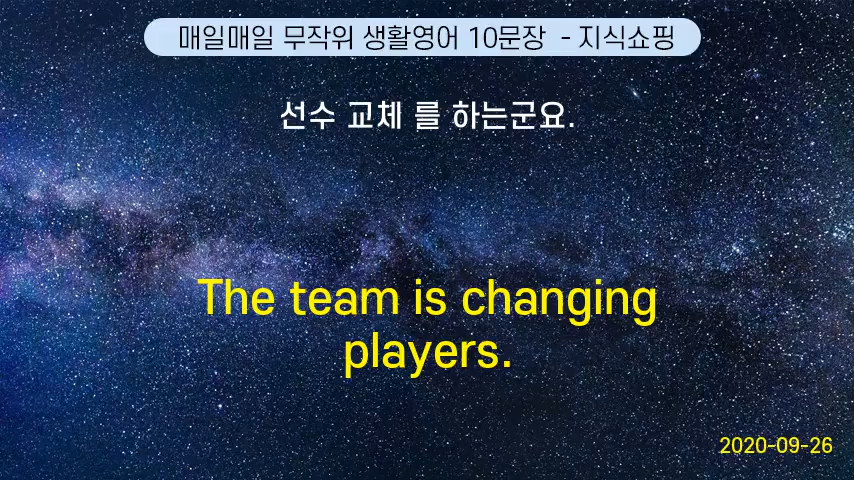 매일매일 무작위 생활영어 10문장 - 지식쇼핑
선수 교체 를 하는군요.
The team is changing
players.
2020-09-26